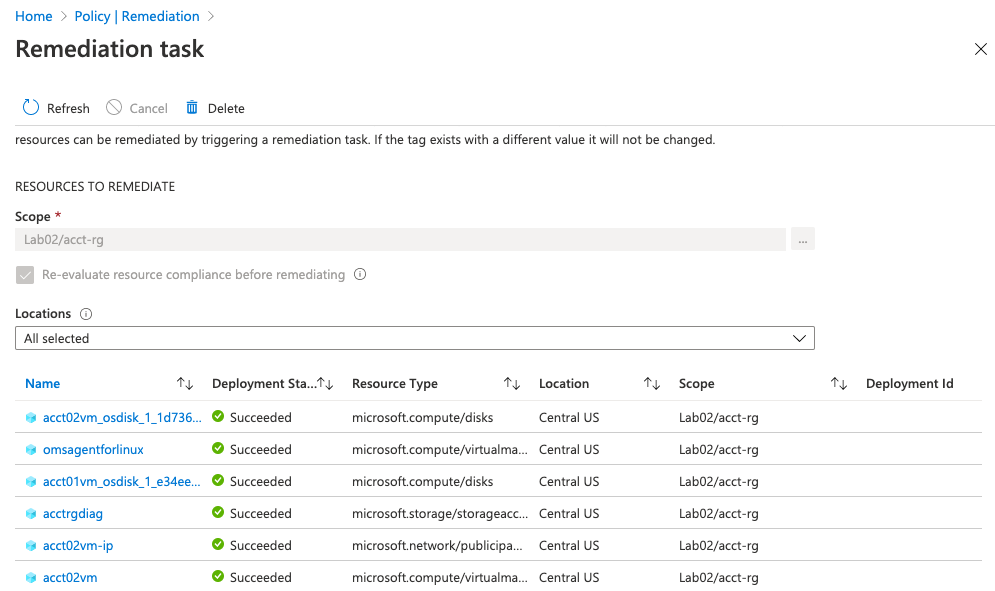 Home > Policy | Remediation >
Remediation task
Refresh Cancel Delete
resources can be remediated by triggering a remediation task. If the tag exists with a different value it will not be changed.
RESOURCES TO REMEDIATE
Scope *
Lab02/acct-rg ...
Re-evaluate resource compliance before remediating
Locations
All selected
Name Deployment Sta... Resource Type Location Scope Deployment Id
acct02vm_osdisk_1_1d736... Succeeded microsoft.compute/disks Central US Lab02/acct-rg
omsagentforlinux Succeeded microsoft.compute/virtualma... Central US Lab02/acct-rg
acct01vm_osdisk_1_e34ee... Succeeded microsoft.compute/disks Central US Lab02/acct-rg
acctrgdiag Succeeded microsoft.storage/storageacc... Central US Lab02/acct-rg
acct02vm-ip Succeeded microsoft.network/publicipa... Central US Lab02/acct-rg
acct02vm Succeeded microsoft.compute/virtualma... Central US Lab02/acct-rg